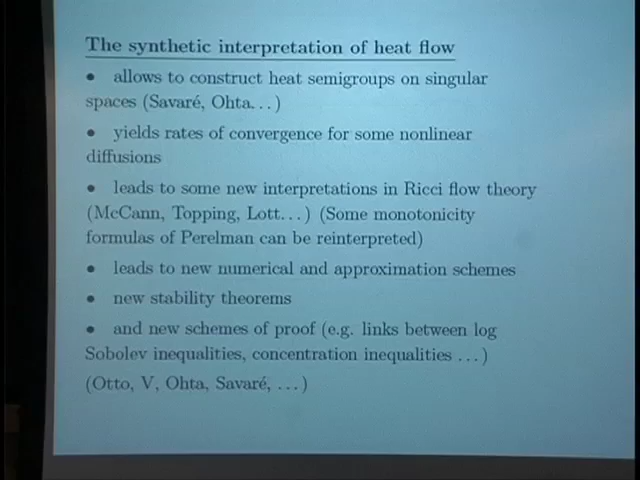 The synthetic interpretation of heat flow
• allows to construct heat semigroups on singular
spaces (Savaré, Ohta...)
• yields rates of convergence for some nonlinear
diffusions
• leads to some new interpretations in Ricci flow theory
(McCann, Topping, Lott...) (Some monotonicity
formulas of Perelman can be reinterpreted)
• leads to new numerical and approximation schemes
• new stability theorems
• and new schemes of proof (e.g. links between log
Sobolev inequalities, concentration inequalities ...)
(Otto, V, Ohta, Savaré, ...)